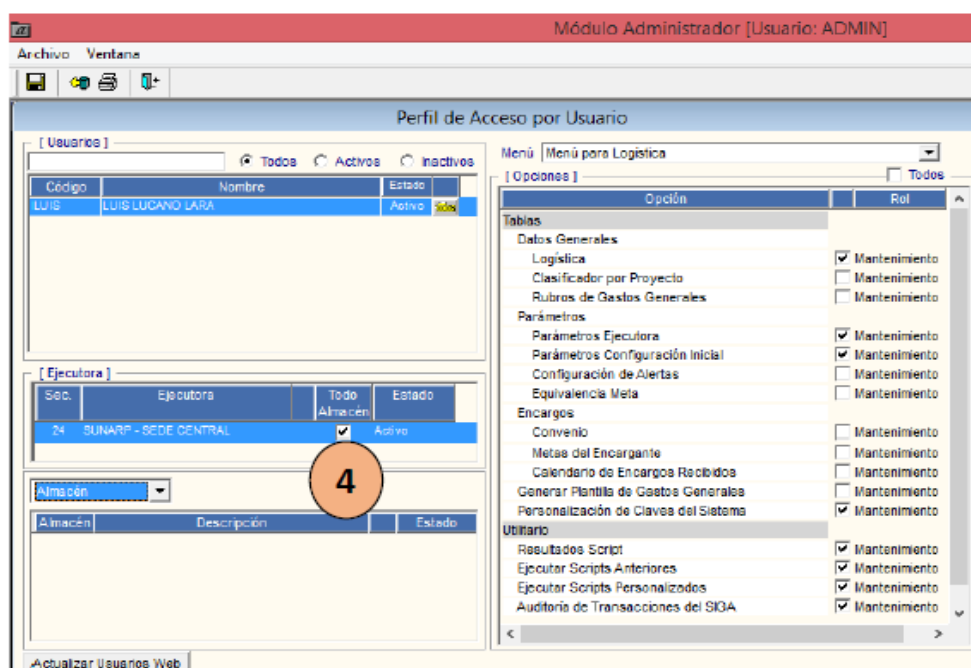 Módulo Administrador [Usuario: ADMIN]
Archivo Ventana
Perfil de Acceso por Usuario
[ Usuarios ]
Todos Activos Inactivos
Código Nombre Estado
LUIS LUIS LUCANO LARA Activo
[ Ejecutora ]
Sec. Ejecutora Todo Almacén Estado
24 SUNARP - SEDE CENTRAL Activo
4
Almacén
Almacén Descripción Estado
Actualizar Usuarios Web
Menú Menú para Logística
[ Opciones ] Todos
Opción Rol
Tablas
Datos Generales
Logística Mantenimiento
Clasificador por Proyecto Mantenimiento
Rubros de Gastos Generales Mantenimiento
Parámetros
Parámetros Ejecutora Mantenimiento
Parámetros Configuración Inicial Mantenimiento
Configuración de Alertas Mantenimiento
Equivalencia Meta Mantenimiento
Encargos
Convenio Mantenimiento
Metas del Encargante Mantenimiento
Calendario de Encargos Recibidos Mantenimiento
Generar Plantilla de Gastos Generales Mantenimiento
Personalización de Claves del Sistema Mantenimiento
Utilitario
Resultados Script Mantenimiento
Ejecutar Scripts Anteriores Mantenimiento
Ejecutar Scripts Personalizados Mantenimiento
Auditoría de Transacciones del SIGA Mantenimiento